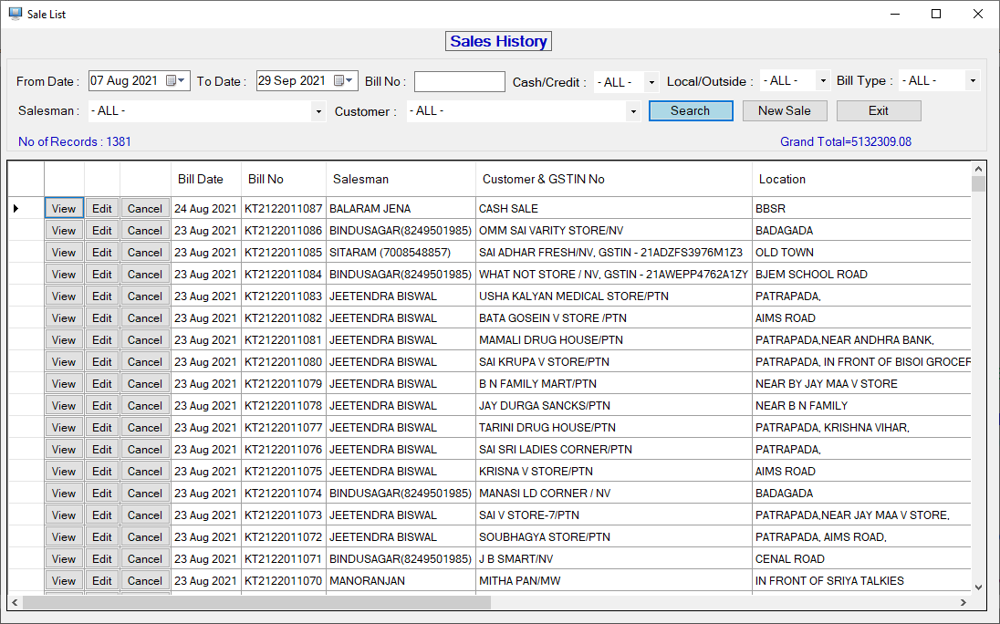 Sale List
Sales History
From Date : 07 Aug 2021 To Date : 29 Sep 2021 Bill No : Cash/Credit : - ALL - Local/Outside : - ALL - Bill Type : - ALL -
Salesman : - ALL - Customer : - ALL - Search New Sale Exit
No of Records : 1381 Grand Total=5132309.08
Bill Date Bill No Salesman Customer & GSTIN No Location
View Edit Cancel 24 Aug 2021 KT2122011087 BALARAM JENA CASH SALE BBSR
View Edit Cancel 23 Aug 2021 KT2122011086 BINDUSAGAR(8249501985) OMM SAI VARITY STORE/NV BADAGADA
View Edit Cancel 23 Aug 2021 KT2122011085 SITARAM (7008548857) SAI ADHAR FRESH/NV, GSTIN - 21ADZFS3976M1Z3 OLD TOWN
View Edit Cancel 23 Aug 2021 KT2122011084 BINDUSAGAR(8249501985) WHAT NOT STORE / NV, GSTIN - 21AWEPP4762A1ZY BJEM SCHOOL ROAD
View Edit Cancel 23 Aug 2021 KT2122011083 JEETENDRA BISWAL USHA KALYAN MEDICAL STORE/PTN PATRAPADA,
View Edit Cancel 23 Aug 2021 KT2122011082 JEETENDRA BISWAL BATA GOSEIN V STORE /PTN AIMS ROAD
View Edit Cancel 23 Aug 2021 KT2122011081 JEETENDRA BISWAL MAMALI DRUG HOUSE/PTN PATRAPADA,NEAR ANDHRA BANK,
View Edit Cancel 23 Aug 2021 KT2122011080 JEETENDRA BISWAL SAI KRUPA V STORE/PTN PATRAPADA, IN FRONT OF BISOI GROCER
View Edit Cancel 23 Aug 2021 KT2122011079 JEETENDRA BISWAL B N FAMILY MART/PTN NEAR BY JAY MAA V STORE
View Edit Cancel 23 Aug 2021 KT2122011078 JEETENDRA BISWAL JAY DURGA SANCKS/PTN NEAR B N FAMILY
View Edit Cancel 23 Aug 2021 KT2122011077 JEETENDRA BISWAL TARINI DRUG HOUSE/PTN PATRAPADA, KRISHNA VIHAR,
View Edit Cancel 23 Aug 2021 KT2122011076 JEETENDRA BISWAL SAI SRI LADIES CORNER/PTN PATRAPADA,
View Edit Cancel 23 Aug 2021 KT2122011075 JEETENDRA BISWAL KRISNA V STORE/PTN AIMS ROAD
View Edit Cancel 23 Aug 2021 KT2122011074 BINDUSAGAR(8249501985) MANASI LD CORNER / NV BADAGADA
View Edit Cancel 23 Aug 2021 KT2122011073 JEETENDRA BISWAL SAI V STORE-7/PTN PATRAPADA,NEAR JAY MAA V STORE,
View Edit Cancel 23 Aug 2021 KT2122011072 JEETENDRA BISWAL SOUBHAGYA STORE/PTN PATRAPADA, AIMS ROAD,
View Edit Cancel 23 Aug 2021 KT2122011071 BINDUSAGAR(8249501985) J B SMART/NV CENAL ROAD
View Edit Cancel 23 Aug 2021 KT2122011070 MANORANJAN MITHA PAN/MW IN FRONT OF SRIYA TALKIES